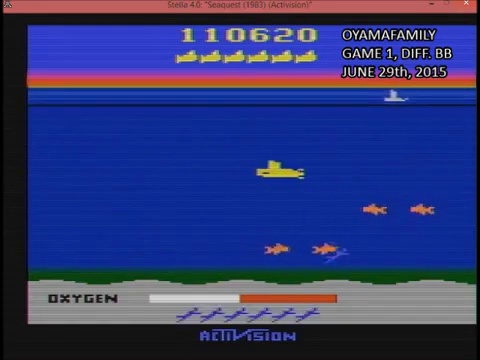 Stella 4.0: "Seaquest (1983) (Activision)"
110620
OYAMAFAMILY
GAME 1, DIFF. BB
JUNE 29th, 2015
OXYGEN
ACTIVISION